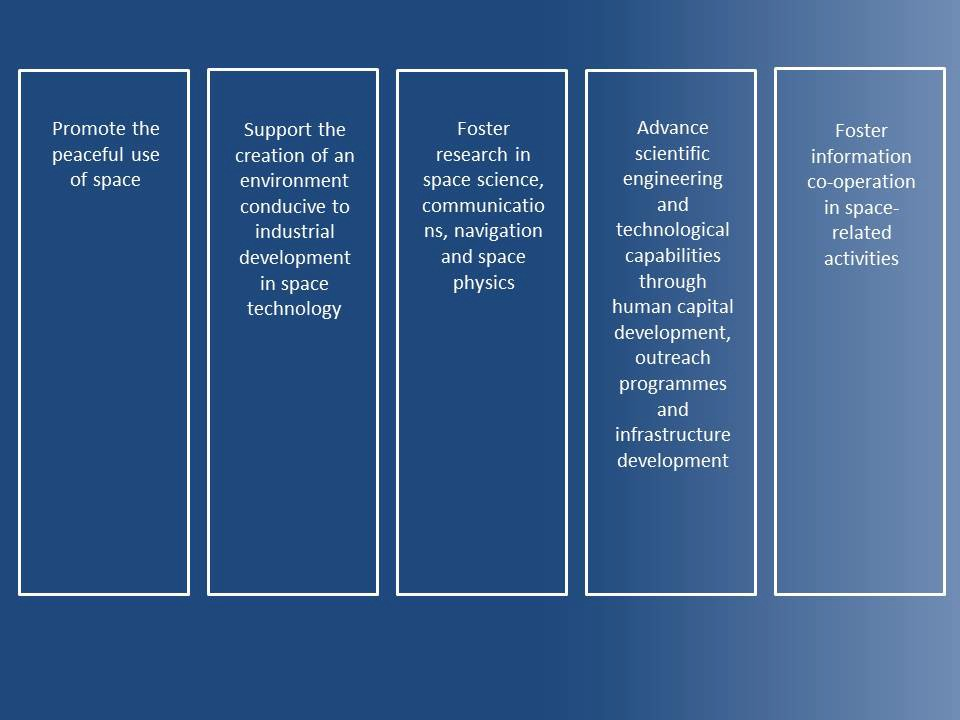 Promote the
peaceful use
of space
Support the
creation of an
environment
conducive to
industrial
development
in space
technology
Foster
research in
space science,
communicatio
ns, navigation
and space
physics
Advance
scientific
engineering
and
technological
capabilities
through
human capital
development,
outreach
programmes
and
infrastructure
development
Foster
information
co-operation
in space-
related
activities